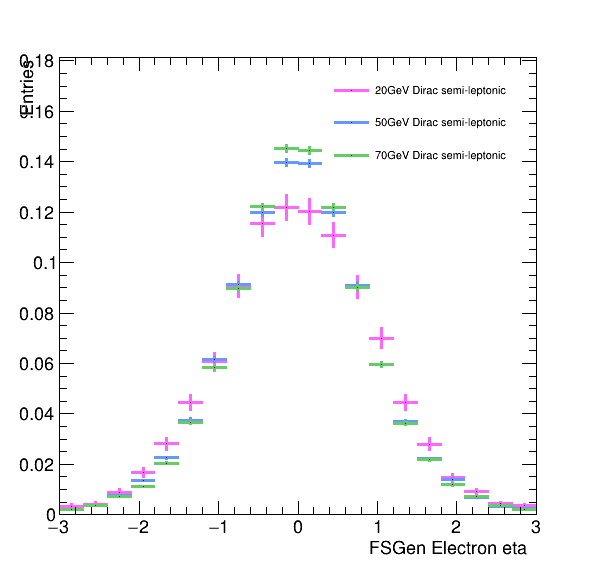 0.18
Entries
0.16
0.14
0.12
0.1
0.08
0.06
0.04
0.02
0
20GeV Dirac semi-leptonic
50GeV Dirac semi-leptonic
70GeV Dirac semi-leptonic
−3 −2 −1 0 1 2 3
FSGen Electron eta